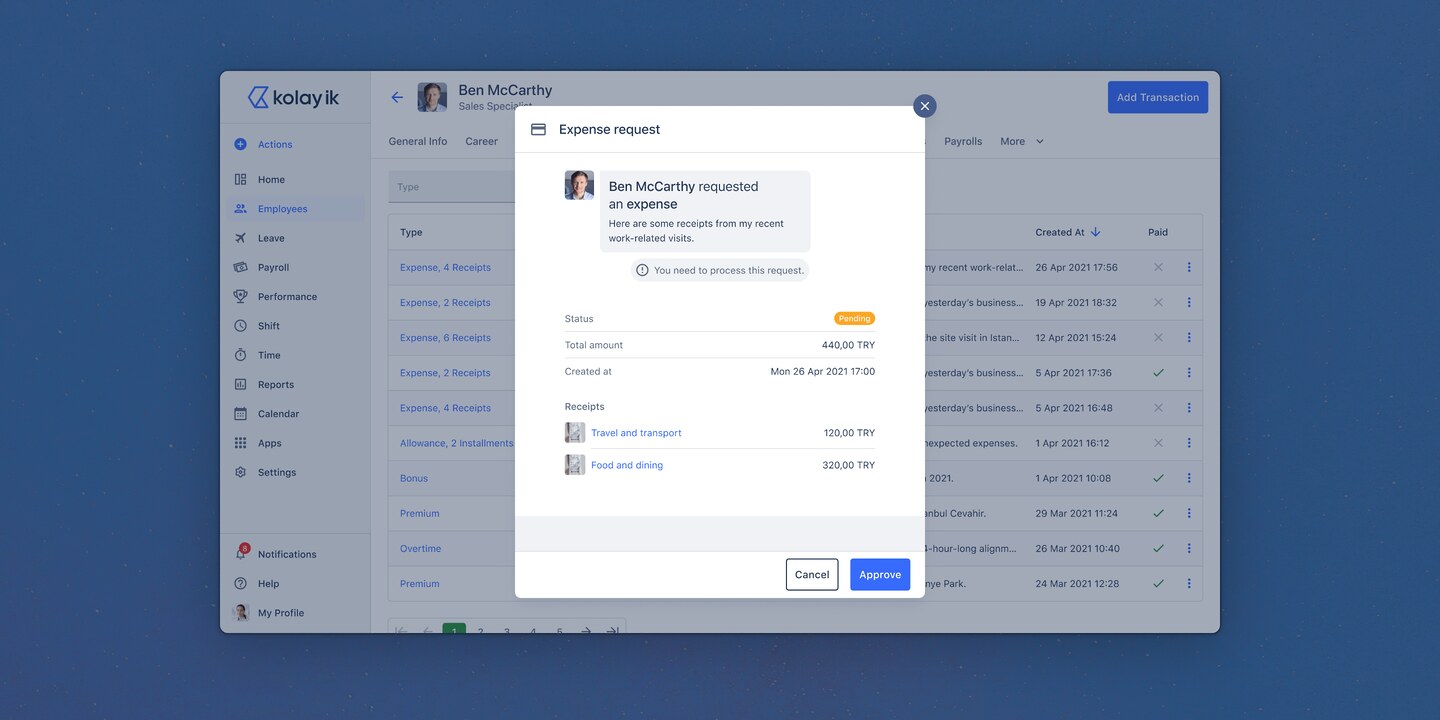 kolay ik
Actions
Home
Employees
Leave
Payroll
Performance
Shift
Time
Reports
Calendar
Apps
Settings
8
Notifications
Help
My Profile
Ben McCarthy
Sales Specialist
Add Transaction
General Info Career Payrolls More
Type
Type Created At Paid
Expense, 4 Receipts my recent work-relat... 26 Apr 2021 17:56
Expense, 2 Receipts yesterday's business... 19 Apr 2021 18:32
Expense, 6 Receipts the site visit in Istan... 12 Apr 2021 15:24
Expense, 2 Receipts yesterday's business... 5 Apr 2021 17:36
Expense, 4 Receipts yesterday's business... 5 Apr 2021 16:48
Allowance, 2 Installments nexpected expenses. 1 Apr 2021 16:12
Bonus 2021. 1 Apr 2021 10:08
Premium anbul Cevahir. 29 Mar 2021 11:24
Overtime 4-hour-long alignm... 26 Mar 2021 10:40
Premium nye Park. 24 Mar 2021 12:28
1 2 3 4 5
Expense request
Ben McCarthy requested
an expense
Here are some receipts from my recent
work-related visits.
You need to process this request.
Status Pending
Total amount 440,00 TRY
Created at Mon 26 Apr 2021 17:00
Receipts
Travel and transport 120,00 TRY
Food and dining 320,00 TRY
Cancel Approve